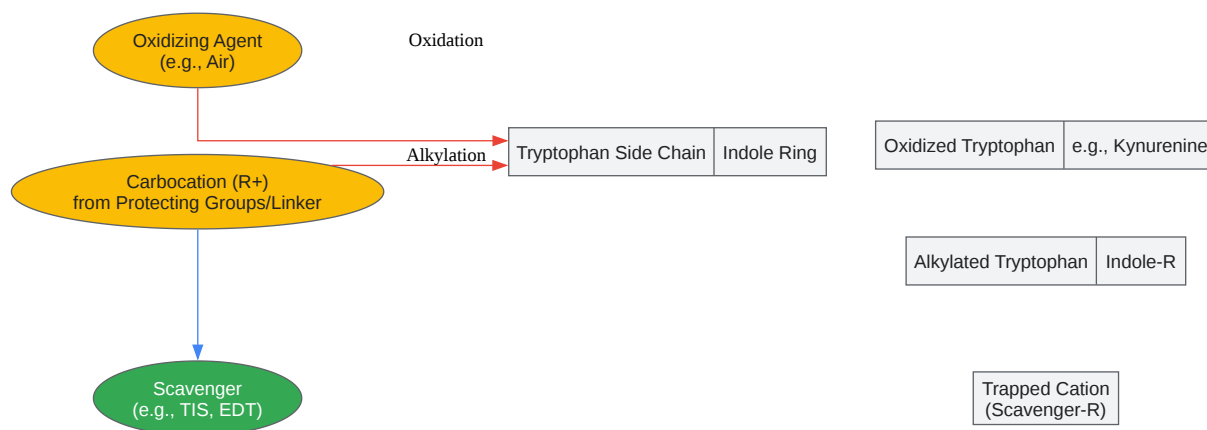 Oxidizing Agent
(e.g., Air)
Oxidation
Alkylation
Tryptophan Side Chain
Indole Ring
Oxidized Tryptophan
e.g., Kynurenine
Carbocation (R+)
from Protecting Groups/Linker
Alkylated Tryptophan
Indole-R
Scavenger
(e.g., TIS, EDT)
Trapped Cation
(Scavenger-R)